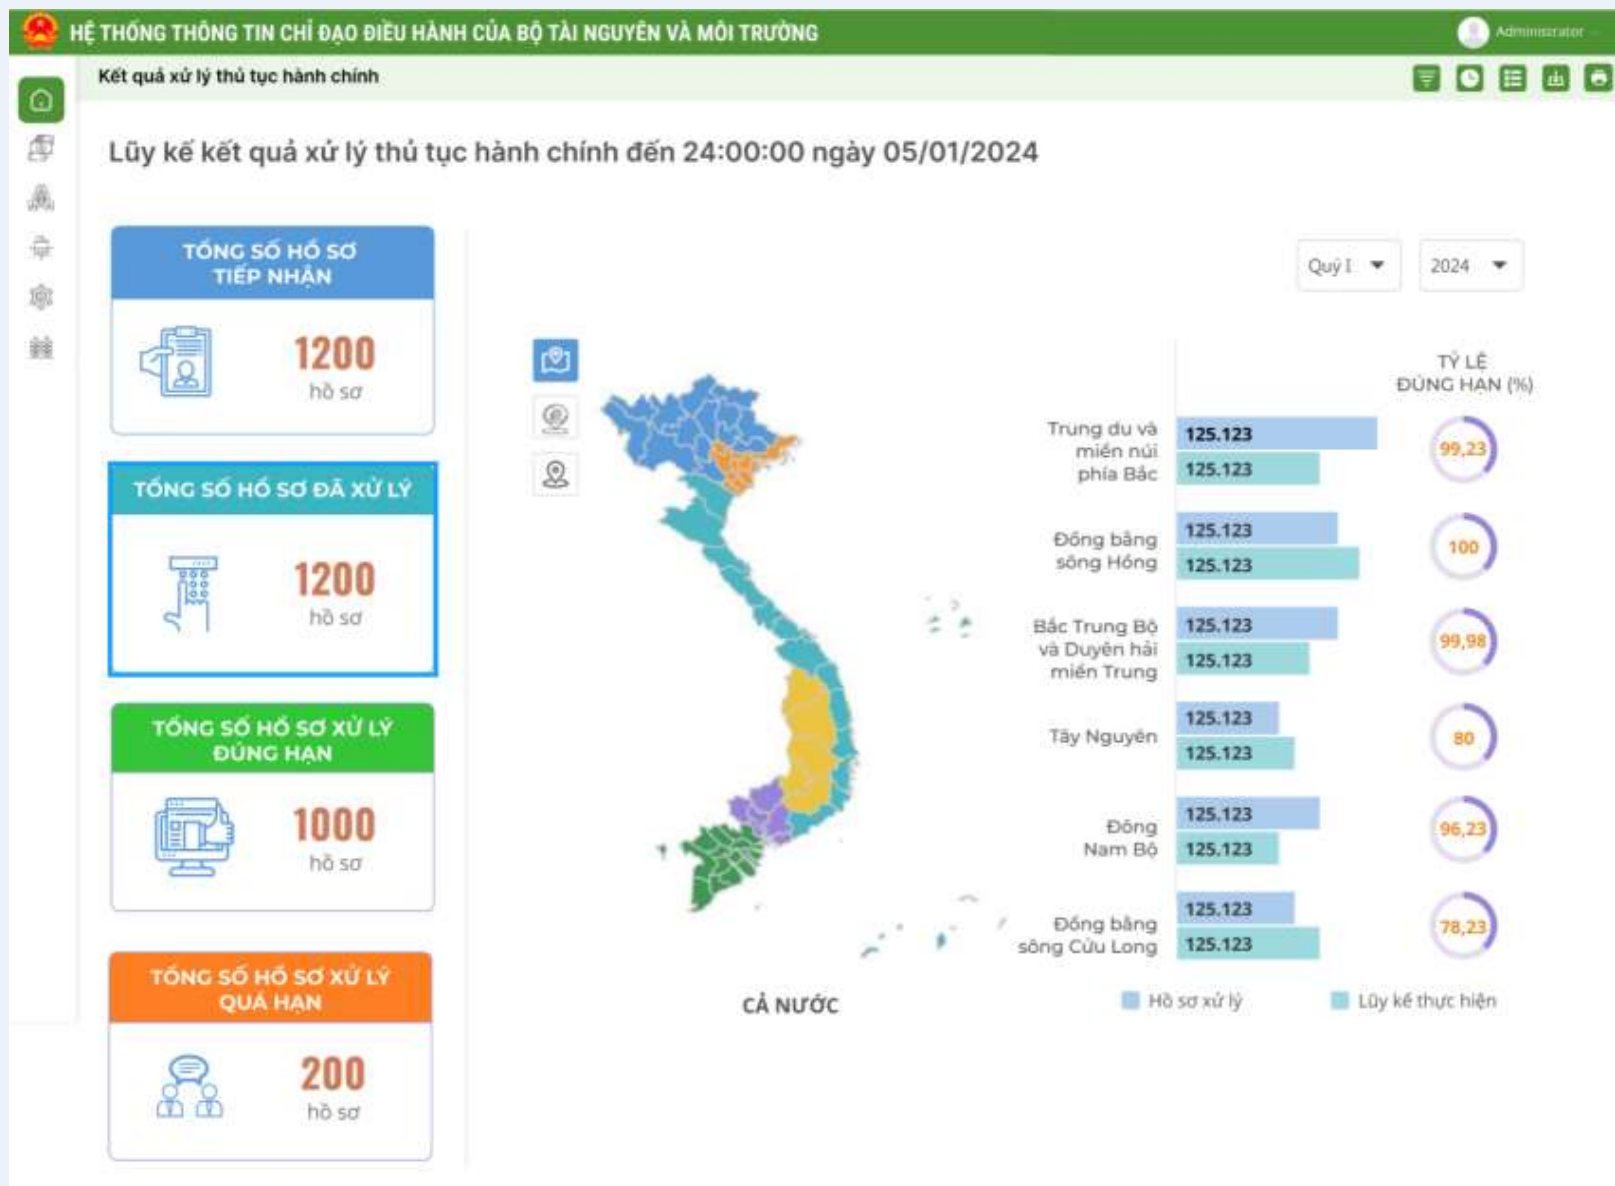 HỆ THỐNG THÔNG TIN CHỈ ĐẠO ĐIỀU HÀNH CỦA BỘ TÀI NGUYÊN VÀ MÔI TRƯỜNG
Administrator
Kết quả xử lý thủ tục hành chính
Lũy kế kết quả xử lý thủ tục hành chính đến 24:00:00 ngày 05/01/2024
TỔNG SỐ HỒ SƠ
TIẾP NHẬN
1200
hồ sơ
TỔNG SỐ HỒ SƠ ĐÃ XỬ LÝ
1200
hồ sơ
TỔNG SỐ HỒ SƠ XỬ LÝ
ĐÚNG HẠN
1000
hồ sơ
TỔNG SỐ HỒ SƠ XỬ LÝ
QUÁ HẠN
200
hồ sơ
Quý I
2024
CẢ NƯỚC
TỶ LỆ
ĐÚNG HẠN (%)
Trung du và
miền núi
phía Bắc
125.123
125.123
99,23
Đồng bằng
sông Hồng
125.123
125.123
100
Bắc Trung Bộ
và Duyên hải
miền Trung
125.123
125.123
99,98
Tây Nguyên
125.123
125.123
80
Đông
Nam Bộ
125.123
125.123
96,23
Đồng bằng
sông Cửu Long
125.123
125.123
78,23
Hồ sơ xử lý
Lũy kế thực hiện